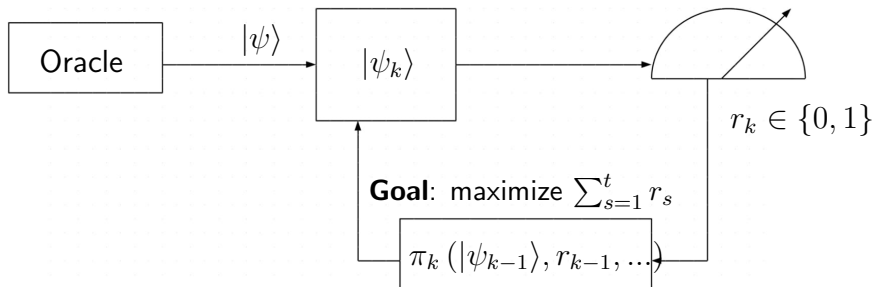 Oracle
|ψ⟩
|ψ_k⟩
r_k ∈ {0, 1}
Goal: maximize ∑_{s=1}^{t} r_s
π_k (|ψ_{k−1}⟩, r_{k−1}, ...)